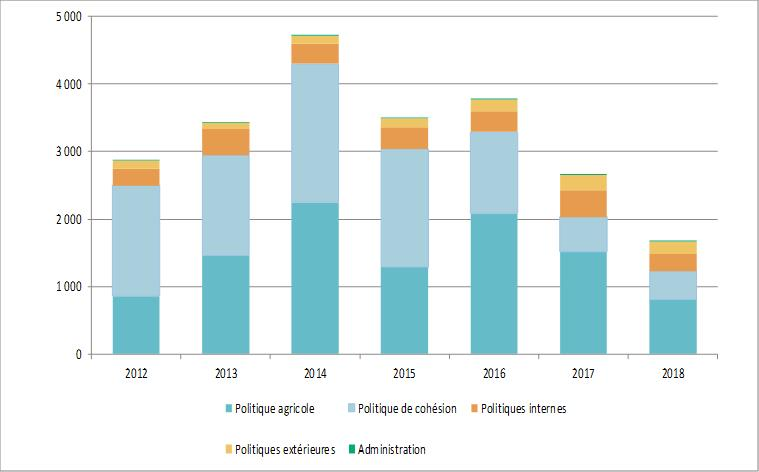 5 000
4 000
3 000
2 000
1 000
0
2012 2013 2014 2015 2016 2017 2018
Politique agricole Politique de cohésion Politiques internes
Politiques extérieures Administration